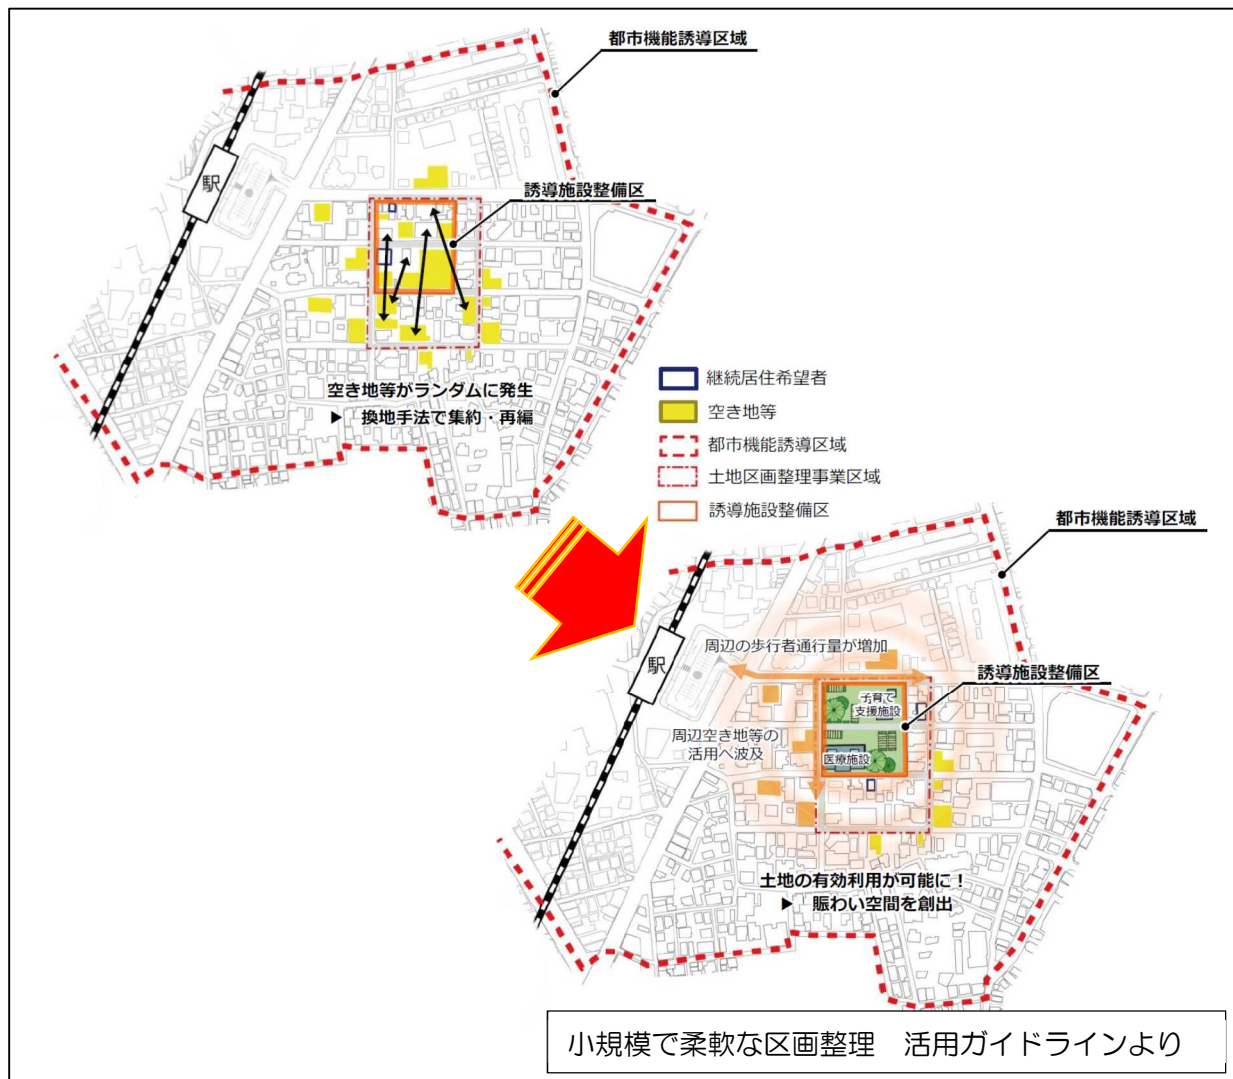 都市機能誘導区域
駅
誘導施設整備区
空き地等がランダムに発生
▶ 換地手法で集約・再編
継続居住希望者
空き地等
都市機能誘導区域
土地区画整理事業区域
誘導施設整備区
都市機能誘導区域
駅
周辺の歩行者通行量が増加
誘導施設整備区
子育て
支援施設
周辺空き地等の
活用へ波及
医療施設
土地の有効利用が可能に！
▶ 賑わい空間を創出
小規模で柔軟な区画整理　活用ガイドラインより